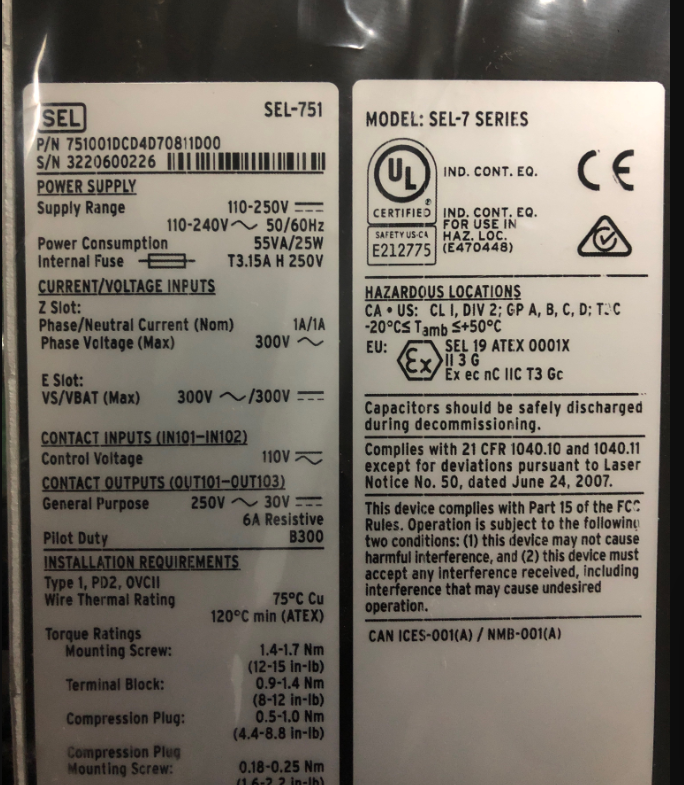 SEL
SEL-751
P/N 751001DCD4D70811D00
S/N 3220600226
POWER SUPPLY
Supply Range 110-250V ⎓
110-240V ∼ 50/60Hz
Power Consumption 55VA/25W
Internal Fuse T3.15A H 250V
CURRENT/VOLTAGE INPUTS
Z Slot:
Phase/Neutral Current (Nom) 1A/1A
Phase Voltage (Max) 300V ∼
E Slot:
VS/VBAT (Max) 300V ∼/300V ⎓
CONTACT INPUTS (IN101-IN102)
Control Voltage 110V ⏦
CONTACT OUTPUTS (OUT101-OUT103)
General Purpose 250V ∼ 30V ⎓
6A Resistive
Pilot Duty B300
INSTALLATION REQUIREMENTS
Type 1, PD2, OVCII
Wire Thermal Rating 75°C Cu
120°C min (ATEX)
Torque Ratings
Mounting Screw: 1.4-1.7 Nm
(12-15 in-lb)
Terminal Block: 0.9-1.4 Nm
(8-12 in-lb)
Compression Plug: 0.5-1.0 Nm
(4.4-8.8 in-lb)
Compression Plug
Mounting Screw: 0.18-0.25 Nm
(1.6-2.2 in-lb)
MODEL: SEL-7 SERIES
UL
®
CERTIFIED
SAFETY US-CA
E212775
IND. CONT. EQ.
IND. CONT. EQ.
FOR USE IN
HAZ. LOC.
(E470448)
CE
HAZARDOUS LOCATIONS
CA • US: CL I, DIV 2; GP A, B, C, D;
-20°C≤ Tamb ≤+50°C
EU: Ex
SEL 19 ATEX 0001X
II 3 G
Ex ec nC IIC T3 Gc
Capacitors should be safely discharged
during decommissioning.
Complies with 21 CFR 1040.10 and 1040.11
except for deviations pursuant to Laser
Notice No. 50, dated June 24, 2007.
This device complies with Part 15 of the FCC
Rules. Operation is subject to the following
two conditions: (1) this device may not cause
harmful interference, and (2) this device must
accept any interference received, including
interference that may cause undesired
operation.
CAN ICES-001(A) / NMB-001(A)